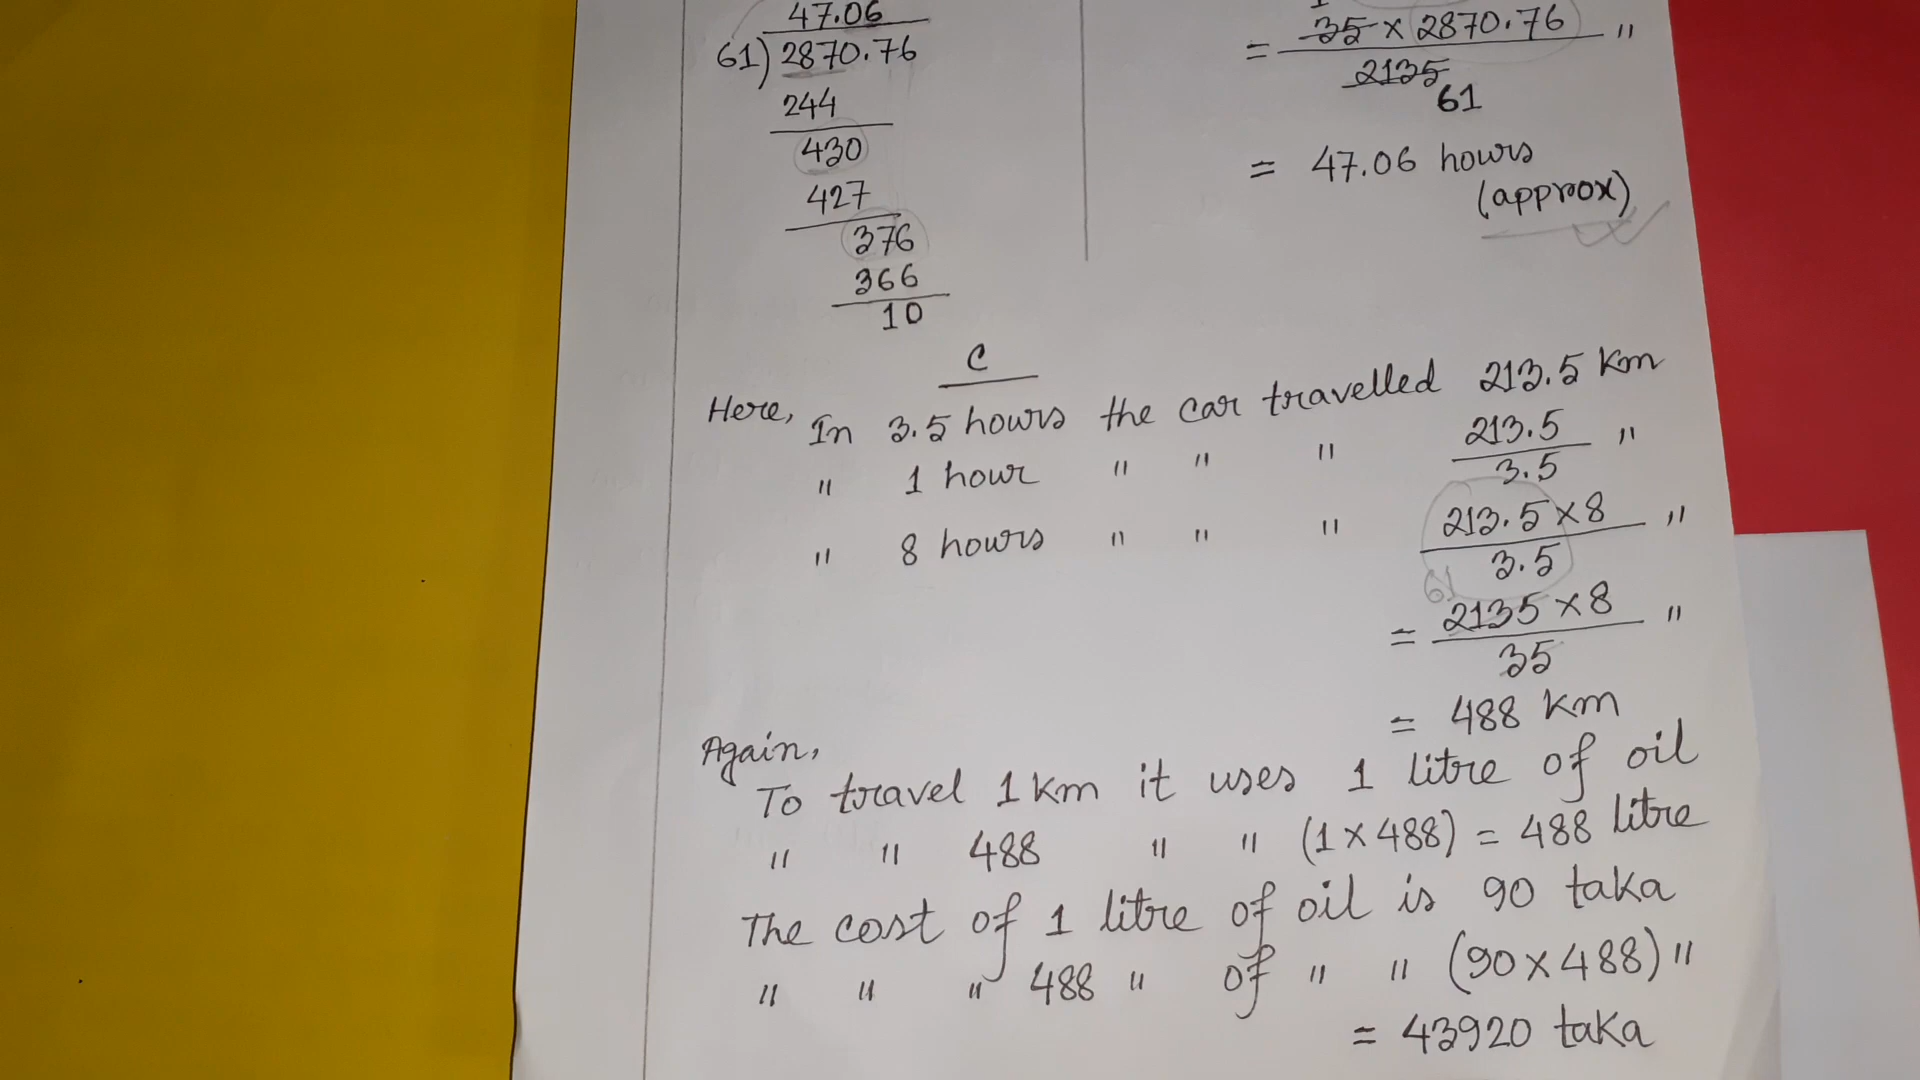 47.06
61) 2870.76
244
430
427
376
366
10
1
= 35 x 2870.76 "
2135
61
= 47.06 hours
(approx)
C
Here, In 3.5 hours the car travelled 213.5 km
" 1 hour " " " 213.5 "
3.5
" 8 hours " " " 213.5 x 8 "
3.5
61
= 2135 x 8 "
35
= 488 km
Again,
To travel 1 km it uses 1 litre of oil
" " 488 " " (1 x 488) = 488 litre
The cost of 1 litre of oil is 90 taka
" " " 488 " of " " (90 x 488) "
= 43920 taka